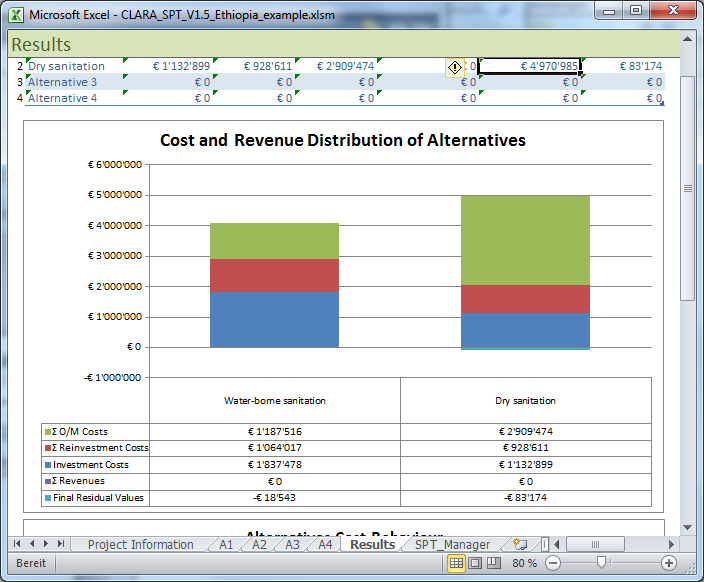 Microsoft Excel - CLARA_SPT_V1.5_Ethiopia_example.xlsm
Results
2 Dry sanitation € 1'132'899 € 928'611 € 2'909'474 0 € 4'970'985 € 83'174
3 Alternative 3 € 0 € 0 € 0 € 0 € 0 € 0
4 Alternative 4 € 0 € 0 € 0 € 0 € 0 € 0
Cost and Revenue Distribution of Alternatives
€ 6'000'000
€ 5'000'000
€ 4'000'000
€ 3'000'000
€ 2'000'000
€ 1'000'000
€ 0
-€ 1'000'000
Water-borne sanitation Dry sanitation
Σ O/M Costs € 1'187'516 € 2'909'474
Σ Reinvestment Costs € 1'064'017 € 928'611
Investment Costs € 1'837'478 € 1'132'899
Σ Revenues € 0 € 0
Final Residual Values -€ 18'543 -€ 83'174
Alternatives Cost Behaviour
Project Information A1 A2 A3 A4 Results SPT_Manager
Bereit 80 %